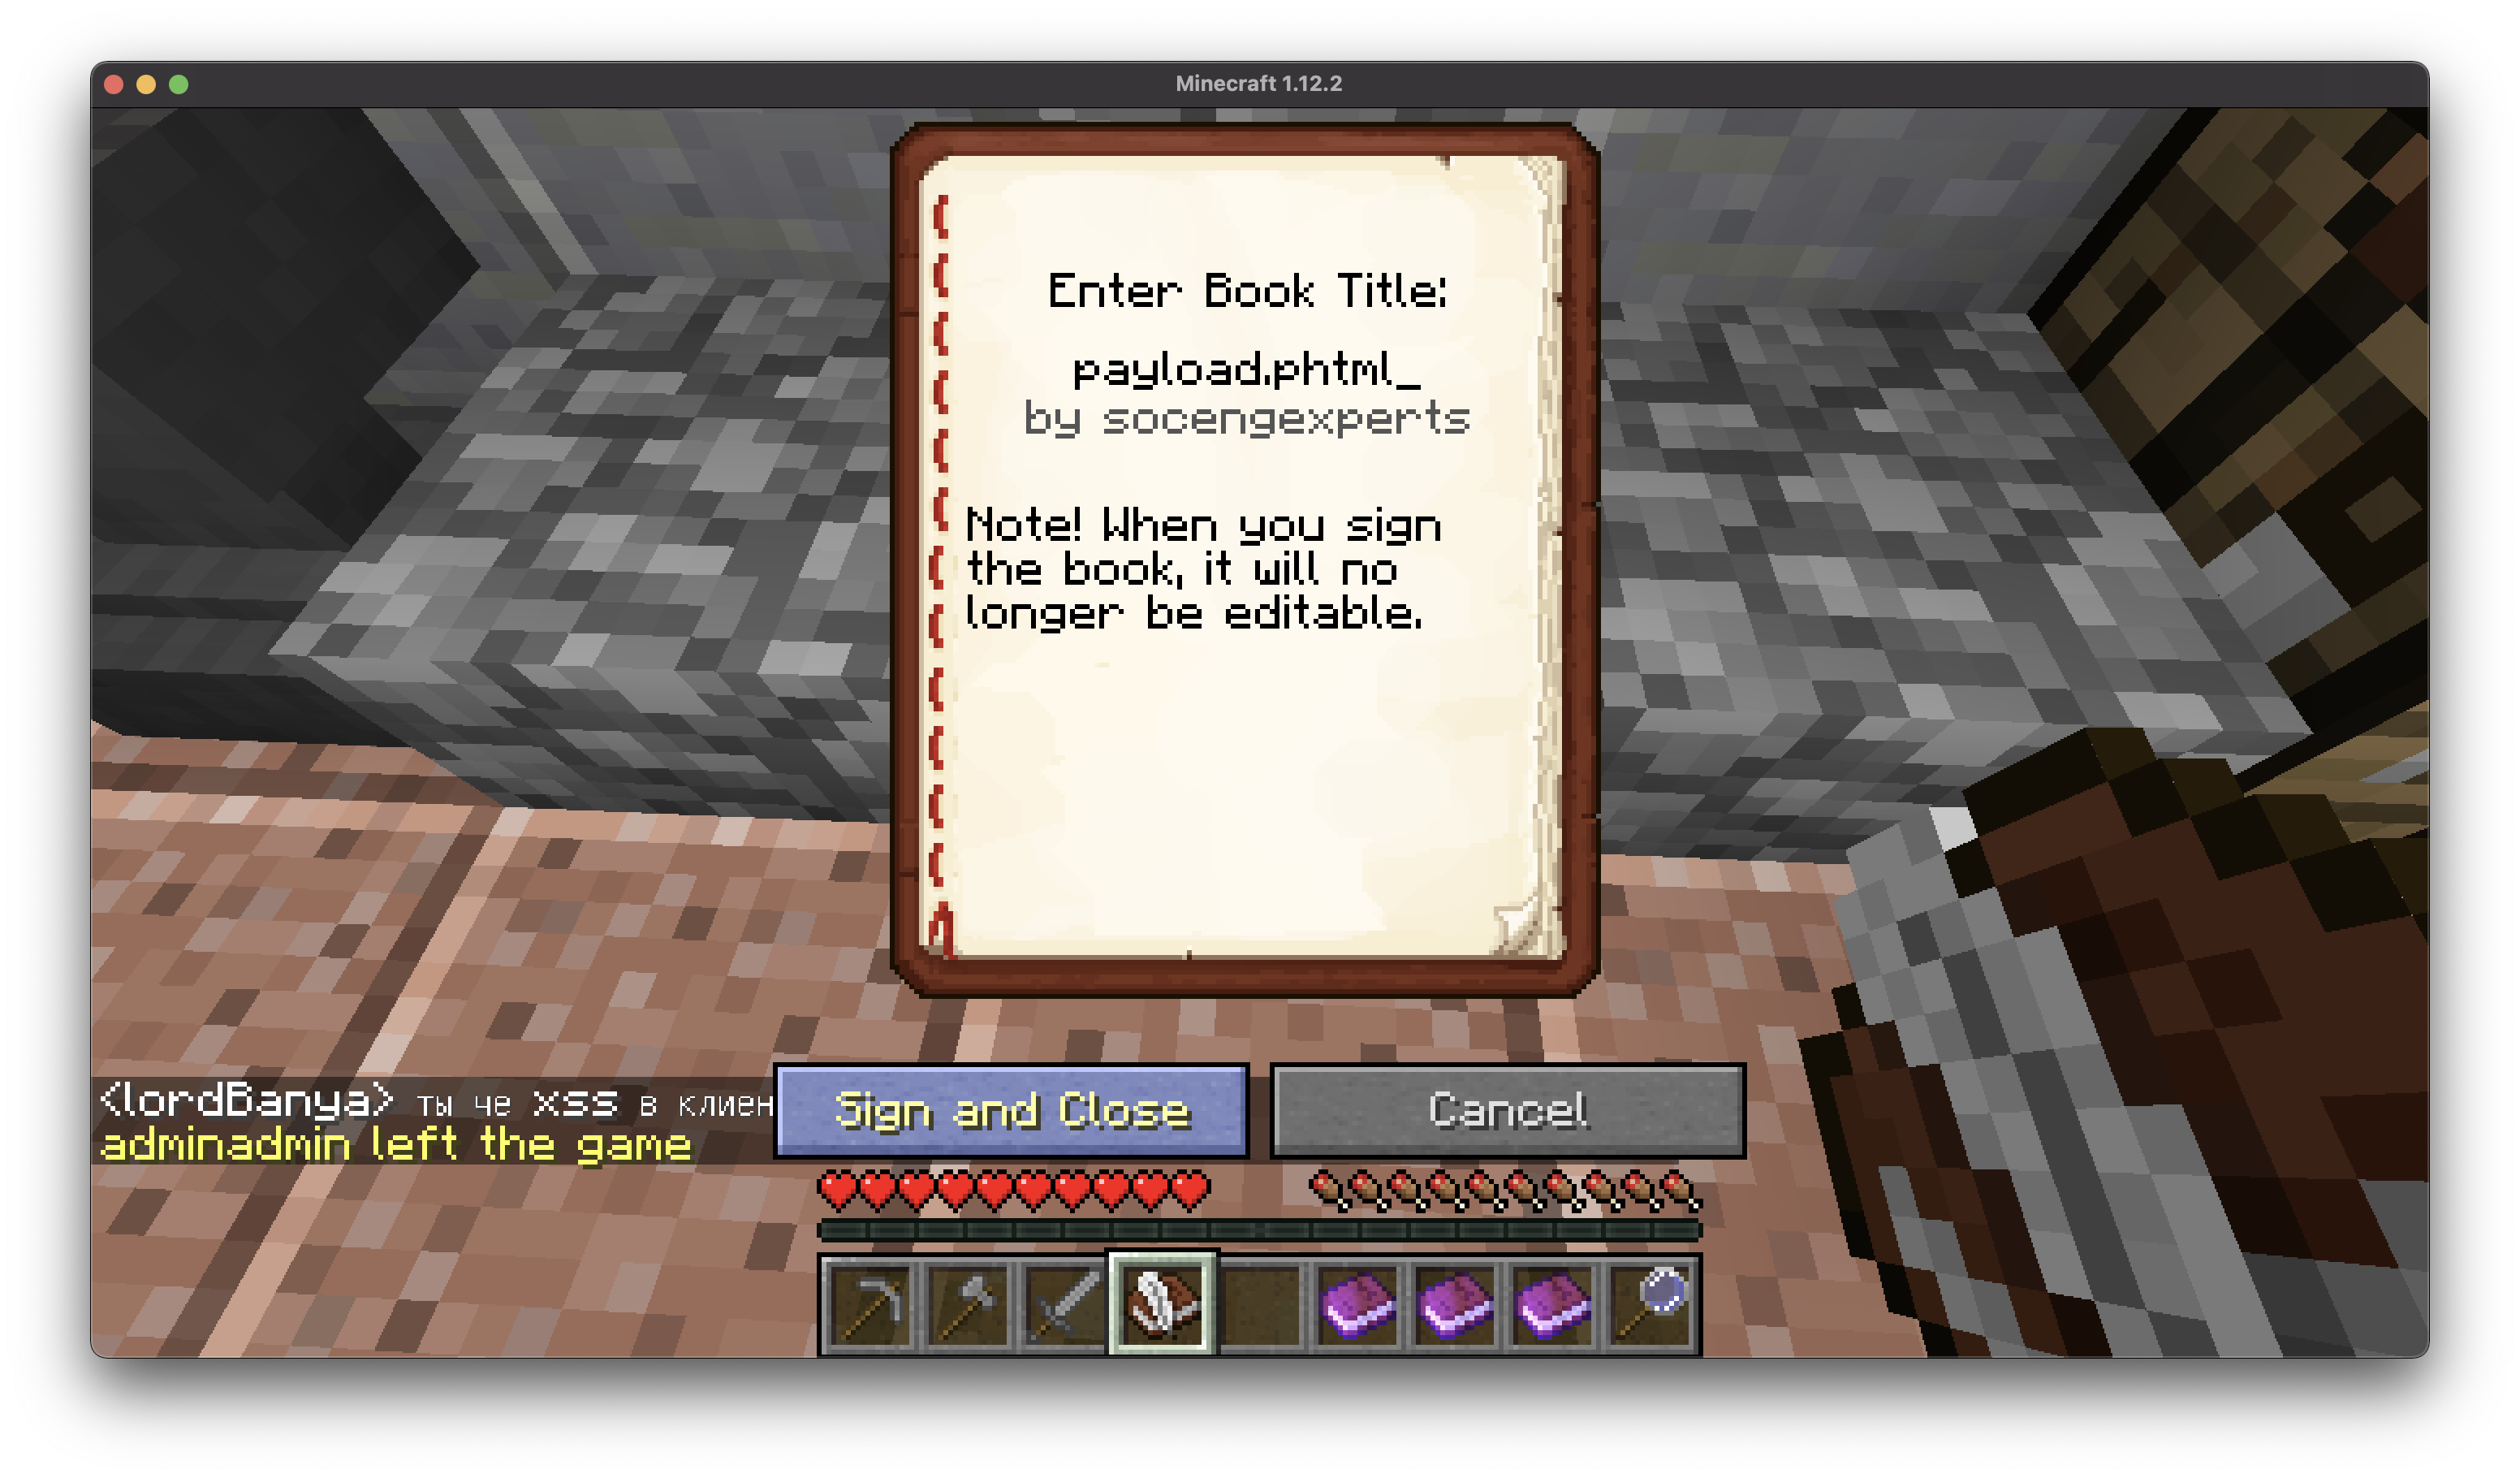 Minecraft 1.12.2
Enter Book Title:
payload.phtml_
by socengexperts
Note! When you sign
the book, it will no
longer be editable.
<lordBanya> ты че xss в клиен
adminadmin left the game
Sign and Close
Cancel